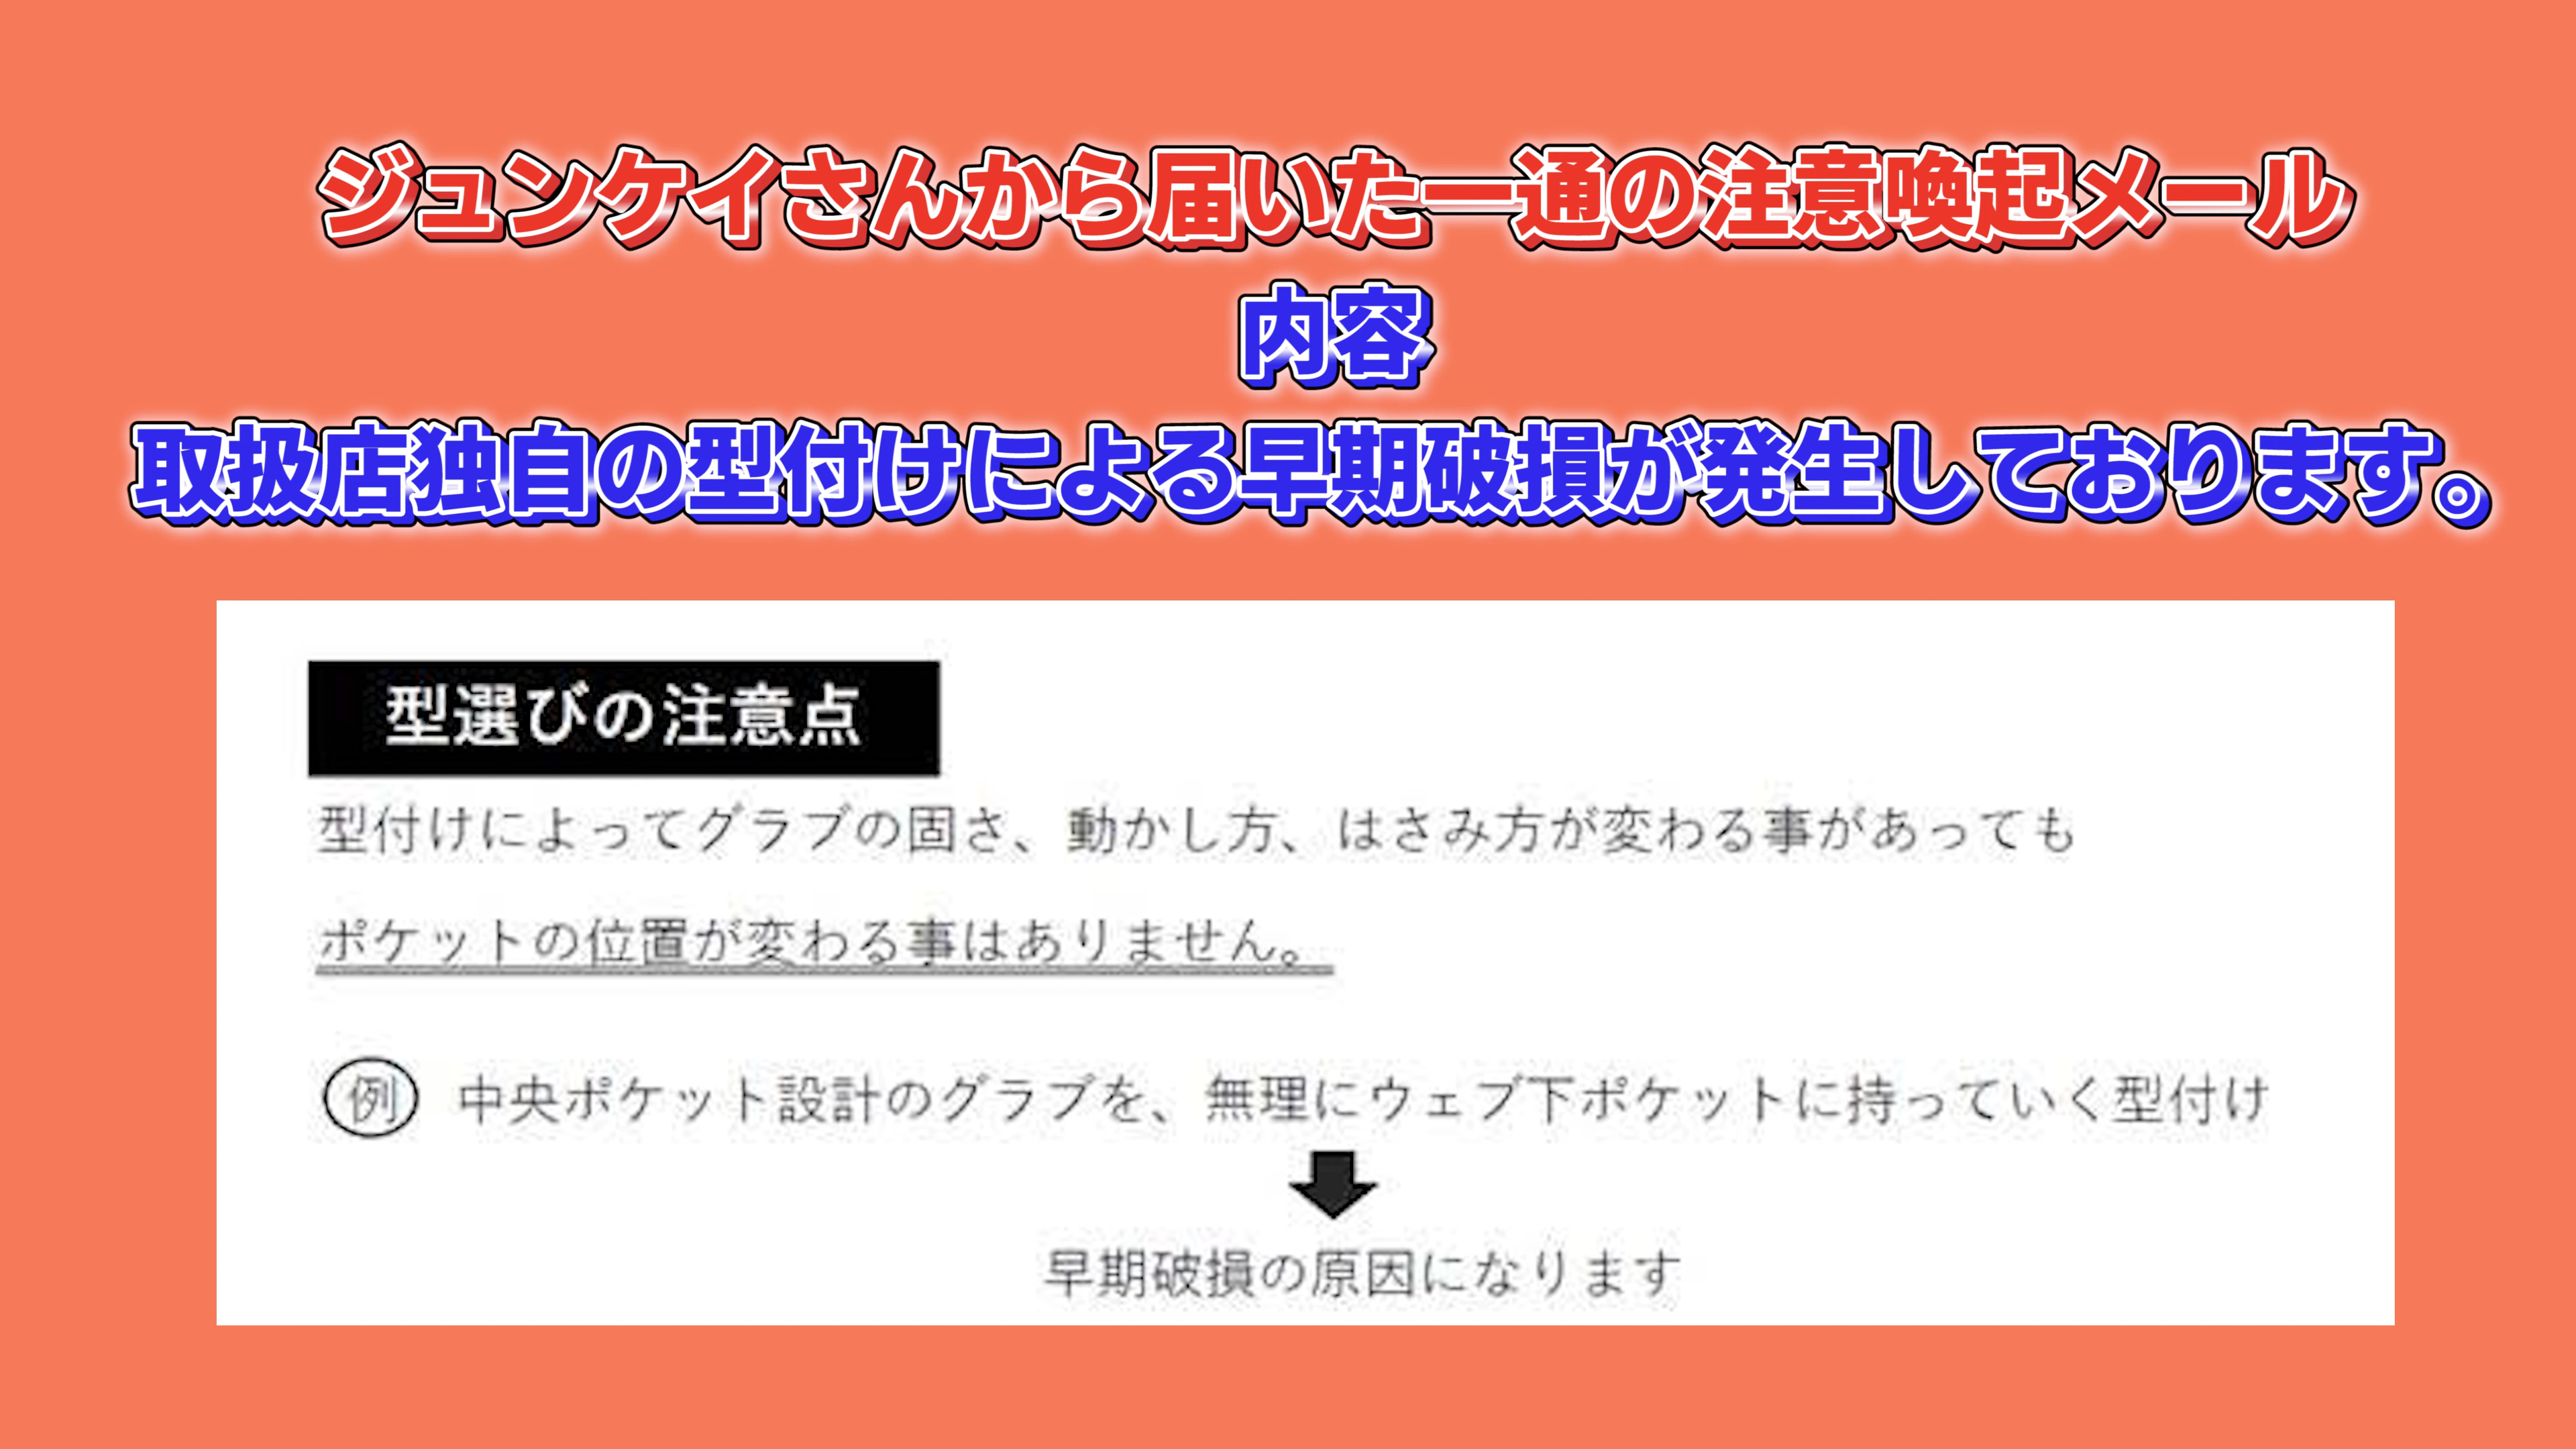 ジュンケイさんから届いた一通の注意喚起メール
内容
取扱店独自の型付けによる早期破損が発生しております。
型選びの注意点
型付けによってグラブの固さ、動かし方、はさみ方が変わる事があっても
ポケットの位置が変わる事はありません。
例 中央ポケット設計のグラブを、無理にウェブ下ポケットに持っていく型付け
早期破損の原因になります